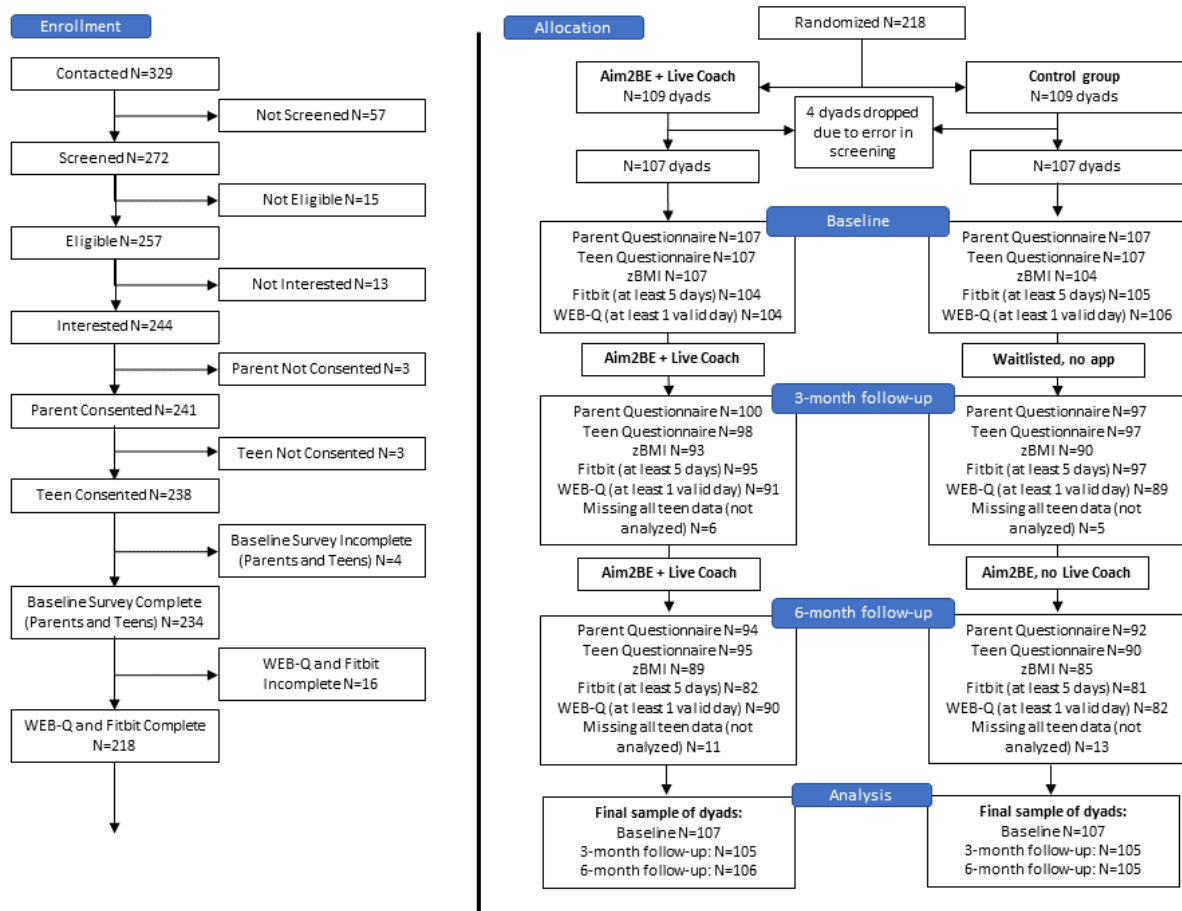 Enrollment
Contacted N=329
Not Screened N=57
Screened N=272
Not Eligible N=15
Eligible N=257
Not Interested N=13
Interested N=244
Parent Not Consented N=3
Parent Consented N=241
Teen Not Consented N=3
Teen Consented N=238
Baseline Survey Incomplete
(Parents and Teens) N=4
Baseline Survey Complete
(Parents and Teens) N=234
WEB-Q and Fitbit
Incomplete N=16
WEB-Q and Fitbit Complete
N=218
Allocation
Randomized N=218
Aim2BE + Live Coach
N=109 dyads
Control group
N=109 dyads
4 dyads dropped
due to error in
screening
N=107 dyads
N=107 dyads
Baseline
Parent Questionnaire N=107
Teen Questionnaire N=107
zBMI N=107
Fitbit (at least 5 days) N=104
WEB-Q (at least 1 valid day) N=104
Parent Questionnaire N=107
Teen Questionnaire N=107
zBMI N=104
Fitbit (at least 5 days) N=105
WEB-Q (at least 1 valid day) N=106
Aim2BE + Live Coach
Waitlisted, no app
3-month follow-up
Parent Questionnaire N=100
Teen Questionnaire N=98
zBMI N=93
Fitbit (at least 5 days) N=95
WEB-Q (at least 1 valid day) N=91
Missing all teen data (not
analyzed) N=6
Parent Questionnaire N=97
Teen Questionnaire N=97
zBMI N=90
Fitbit (at least 5 days) N=97
WEB-Q (at least 1 valid day) N=89
Missing all teen data (not
analyzed) N=5
Aim2BE + Live Coach
Aim2BE, no Live Coach
6-month follow-up
Parent Questionnaire N=94
Teen Questionnaire N=95
zBMI N=89
Fitbit (at least 5 days) N=82
WEB-Q (at least 1 valid day) N=90
Missing all teen data (not
analyzed) N=11
Parent Questionnaire N=92
Teen Questionnaire N=90
zBMI N=85
Fitbit (at least 5 days) N=81
WEB-Q (at least 1 valid day) N=82
Missing all teen data (not
analyzed) N=13
Analysis
Final sample of dyads:
Baseline N=107
3-month follow-up: N=105
6-month follow-up: N=106
Final sample of dyads:
Baseline N=107
3-month follow-up: N=105
6-month follow-up: N=105